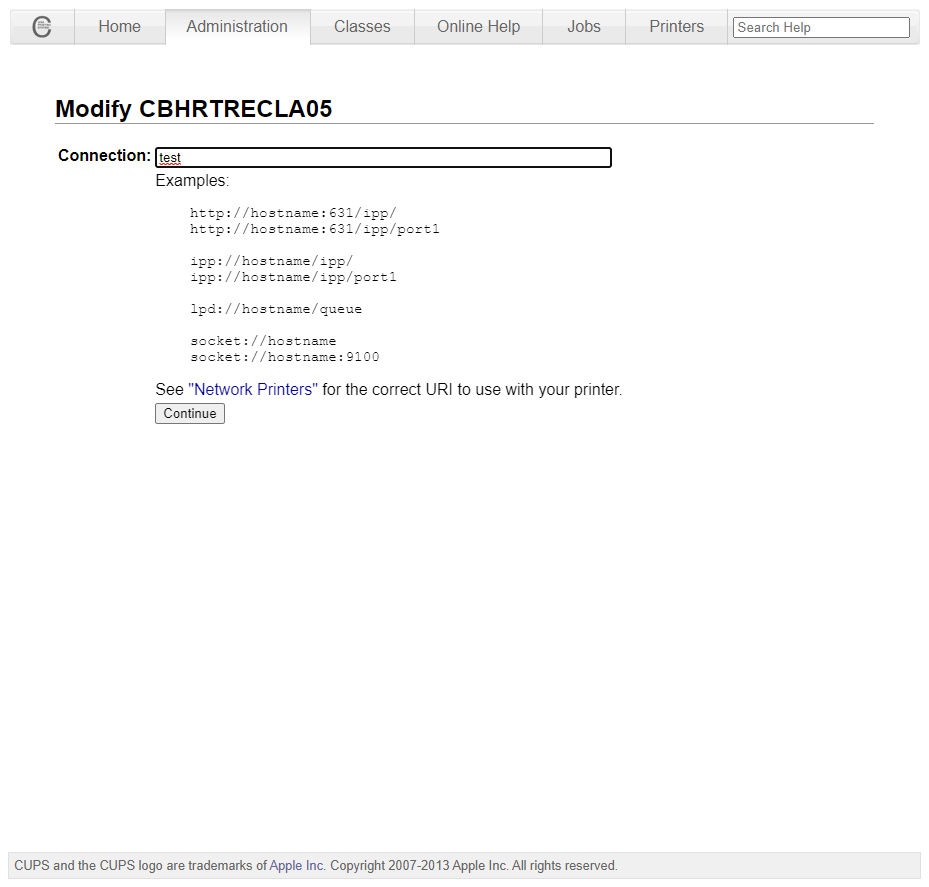 Home Administration Classes Online Help Jobs Printers Search Help
Modify CBHRTRECLA05
Connection: test
Examples:
http://hostname:631/ipp/
http://hostname:631/ipp/port1
ipp://hostname/ipp/
ipp://hostname/ipp/port1
lpd://hostname/queue
socket://hostname
socket://hostname:9100
See "Network Printers" for the correct URI to use with your printer.
Continue
CUPS and the CUPS logo are trademarks of Apple Inc. Copyright 2007-2013 Apple Inc. All rights reserved.